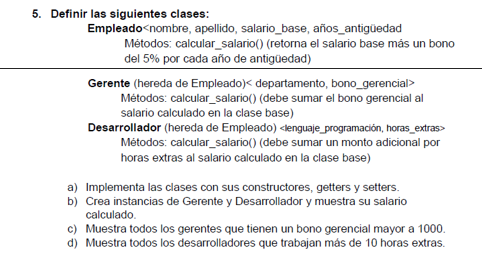 5. Definir las siguientes clases:
Empleado<nombre, apellido, salario_base, años_antigüedad
Métodos: calcular_salario() (retorna el salario base más un bono
del 5% por cada año de antigüedad)
Gerente (hereda de Empleado)< departamento, bono_gerencial>
Métodos: calcular_salario() (debe sumar el bono gerencial al
salario calculado en la clase base)
Desarrollador (hereda de Empleado) <lenguaje_programación, horas_extras>
Métodos: calcular_salario() (debe sumar un monto adicional por
horas extras al salario calculado en la clase base)
a) Implementa las clases con sus constructores, getters y setters.
b) Crea instancias de Gerente y Desarrollador y muestra su salario
calculado.
c) Muestra todos los gerentes que tienen un bono gerencial mayor a 1000.
d) Muestra todos los desarrolladores que trabajan más de 10 horas extras.